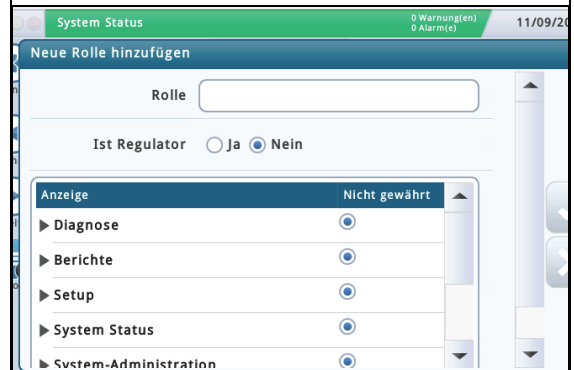 System Status
0 Warnung(en)
0 Alarm(e)
11/09/20
Neue Rolle hinzufügen
Rolle
Ist Regulator Ja Nein
Anzeige Nicht gewährt
Diagnose
Berichte
Setup
System Status
System-Administration